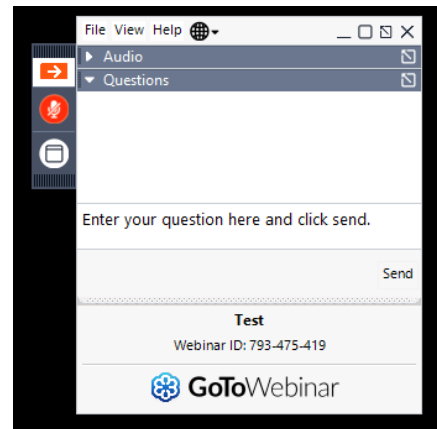 File View Help
Audio
Questions
Enter your question here and click send.
Send
Test
Webinar ID: 793-475-419
GoToWebinar